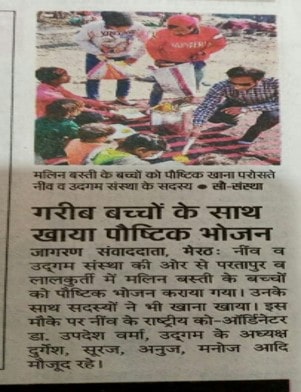 मलिन बस्ती के बच्चों को पौष्टिक खाना परोसते
नींव व उदगम संस्था के सदस्य ● सौ-संस्था
गरीब बच्चों के साथ
खाया पौष्टिक भोजन
जागरण संवाददाता, मेरठ: नींव व
उद्गम संस्था की ओर से परतापुर व
लालकुर्ती में मलिन बस्ती के बच्चों
को पौष्टिक भोजन कराया गया। उनके
साथ सदस्यों ने भी खाना खाया। इस
मौके पर नींव के राष्ट्रीय को-ऑर्डिनेटर
डा. उपदेश वर्मा, उद्गम के अध्यक्ष
दुर्गेश, सूरज, अनुज, मनोज आदि
मौजूद रहे।